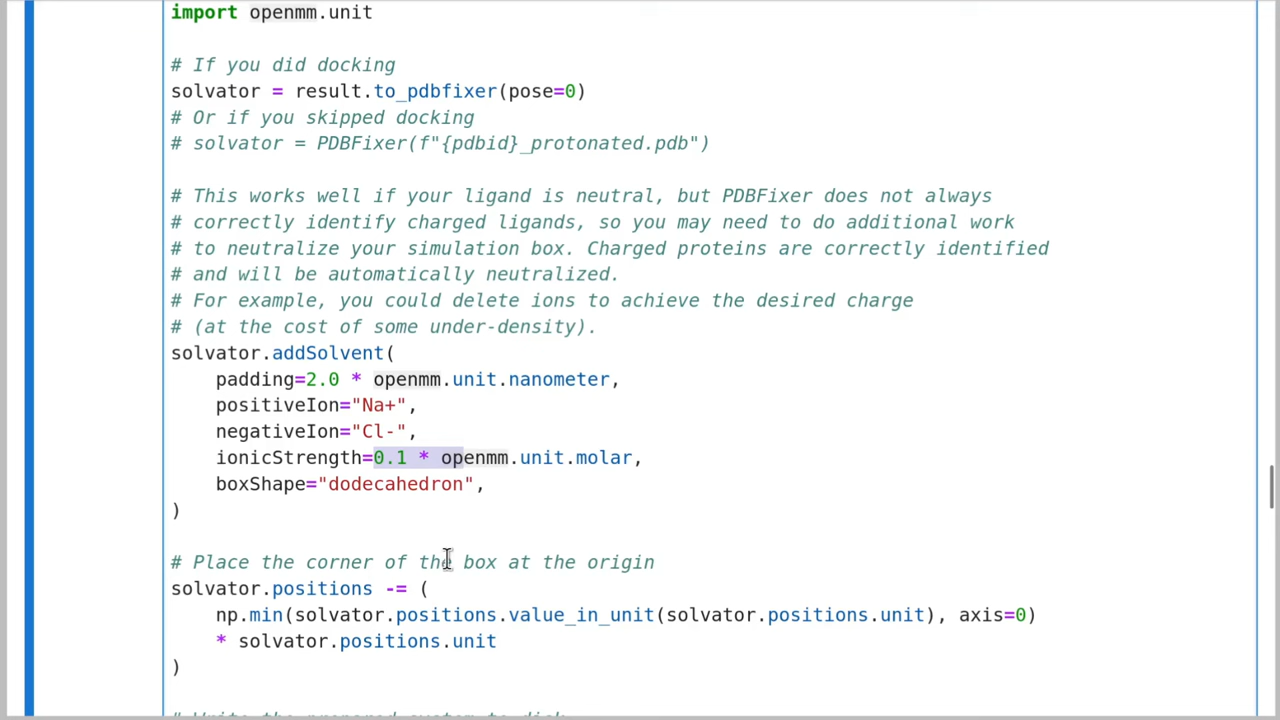 import openmm.unit
# If you did docking
solvator = result.to_pdbfixer(pose=0)
# Or if you skipped docking
# solvator = PDBFixer(f"{pdbid}_protonated.pdb")
# This works well if your ligand is neutral, but PDBFixer does not always
# correctly identify charged ligands, so you may need to do additional work
# to neutralize your simulation box. Charged proteins are correctly identified
# and will be automatically neutralized.
# For example, you could delete ions to achieve the desired charge
# (at the cost of some under-density).
solvator.addSolvent(
    padding=2.0 * openmm.unit.nanometer,
    positiveIon="Na+",
    negativeIon="Cl-",
    ionicStrength=0.1 * openmm.unit.molar,
    boxShape="dodecahedron",
)
# Place the corner of the box at the origin
solvator.positions -= (
    np.min(solvator.positions.value_in_unit(solvator.positions.unit), axis=0)
    * solvator.positions.unit
)
# Write the prepared system to disk